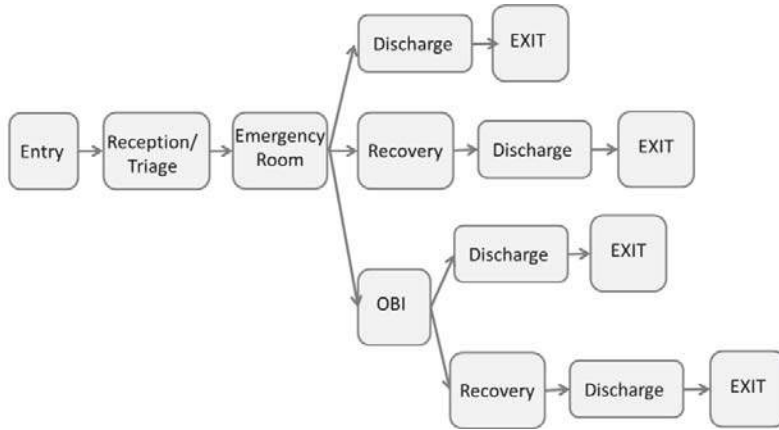 Discharge
EXIT
Entry
Reception/
Triage
Emergency
Room
Recovery
Discharge
EXIT
OBI
Discharge
EXIT
Recovery
Discharge
EXIT